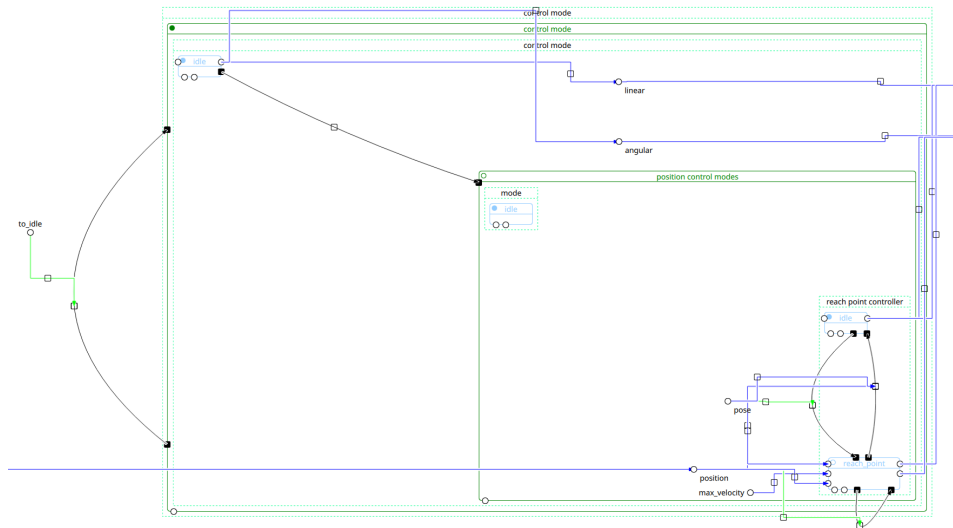 control mode
control mode
control mode
idle
linear
angular
position control modes
mode
idle
to_idle
reach point controller
idle
pose
reach_point
position
max_velocity